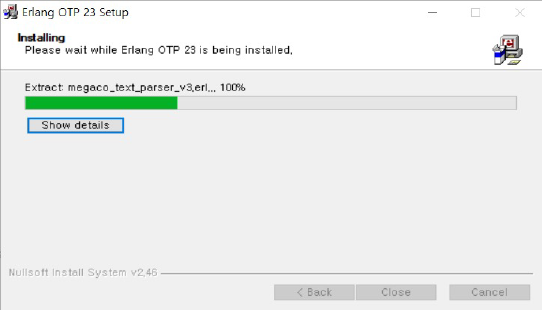 Erlang OTP 23 Setup
Installing
Please wait while Erlang OTP 23 is being installed,
Extract: megaco_text_parser_v3,erl,,, 100%
Show details
Nullsoft Install System v2,46
< Back
Close
Cancel